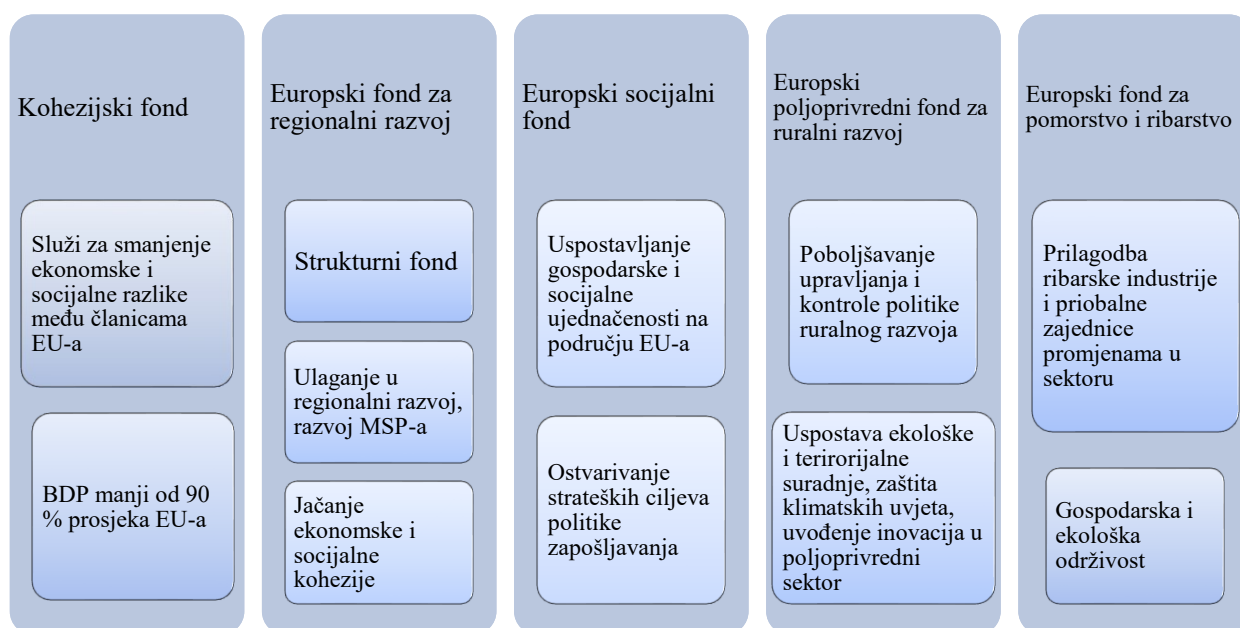 Kohezijski fond
Služi za smanjenje
ekonomske i
socijalne razlike
među članicama
EU-a
BDP manji od 90
% prosjeka EU-a
Europski fond za
regionalni razvoj
Strukturni fond
Ulaganje u
regionalni razvoj,
razvoj MSP-a
Jačanje
ekonomske i
socijalne
kohezije
Europski socijalni
fond
Uspostavljanje
gospodarske i
socijalne
ujednačenosti na
području EU-a
Ostvarivanje
strateških ciljeva
politike
zapošljavanja
Europski
poljoprivredni fond za
ruralni razvoj
Poboljšavanje
upravljanja i
kontrole politike
ruralnog razvoja
Uspostava ekološke
i terirorijalne
suradnje, zaštita
klimatskih uvjeta,
uvođenje inovacija u
poljoprivredni
sektor
Europski fond za
pomorstvo i ribarstvo
Prilagodba
ribarske industrije
i priobalne
zajednice
promjenama u
sektoru
Gospodarska i
ekološka
održivost